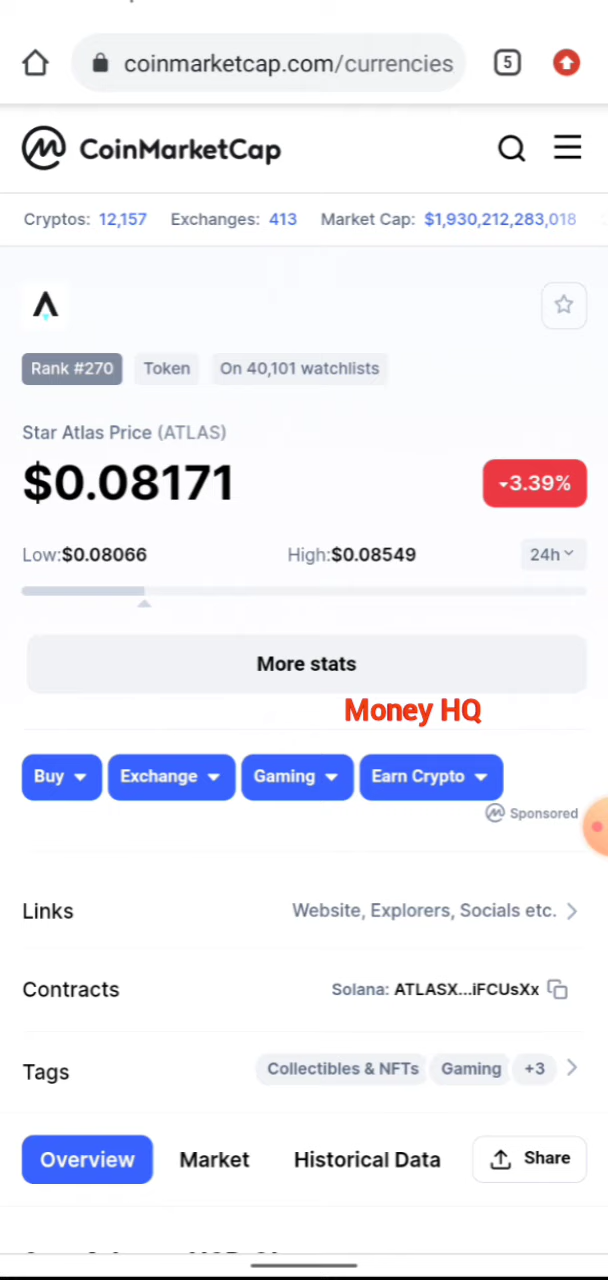 coinmarketcap.com/currencies
5
CoinMarketCap
Cryptos: 12,157 Exchanges: 413 Market Cap: $1,930,212,283,018
Rank #270 Token On 40,101 watchlists
Star Atlas Price (ATLAS)
$0.08171
-3.39%
Low:$0.08066 High:$0.08549 24h
More stats
Money HQ
Buy Exchange Gaming Earn Crypto
Sponsored
Links Website, Explorers, Socials etc.
Contracts Solana: ATLASX...iFCUsXx
Tags Collectibles & NFTs Gaming +3
Overview Market Historical Data Share